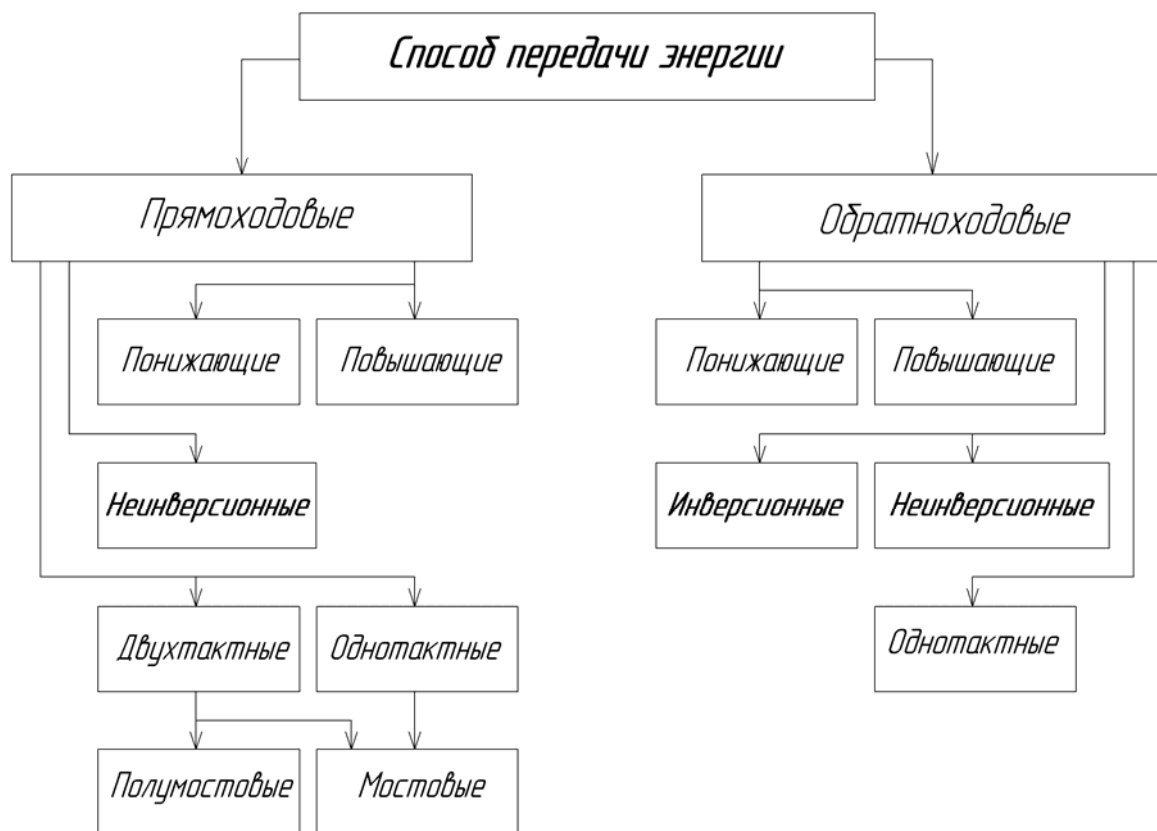 Способ передачи энергии
Прямоходовые
Обратноходовые
Понижающие
Повышающие
Понижающие
Повышающие
Неинверсионные
Инверсионные
Неинверсионные
Двухтактные
Однотактные
Однотактные
Полумостовые
Мостовые